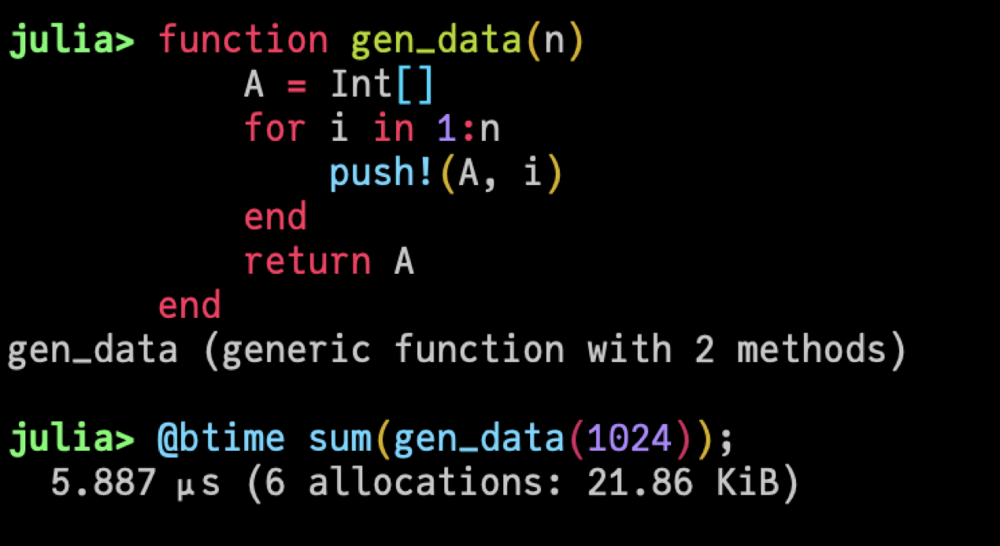 julia> function gen_data(n)
           A = Int[]
           for i in 1:n
               push!(A, i)
           end
           return A
       end
gen_data (generic function with 2 methods)
julia> @btime sum(gen_data(1024));
  5.887 μs (6 allocations: 21.86 KiB)